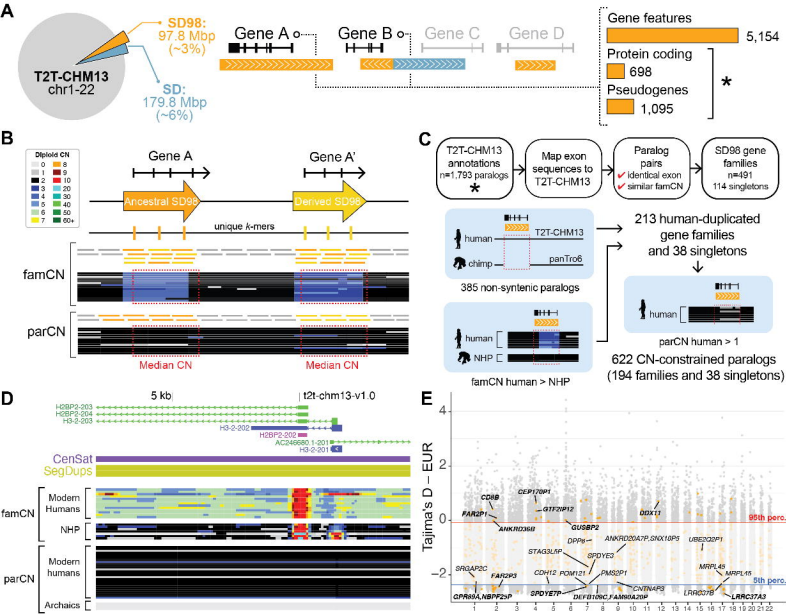 A
SD98:
97.8 Mbp
(~3%)
T2T-CHM13
chr1-22
SD:
179.8 Mbp
(~6%)
Gene A
Gene B
Gene C
Gene D
Gene features
5,154
Protein coding
698
Pseudogenes
1,095
*
B
Diploid CN
0
1
2
3
4
5
6
7
8
9
10
20
30
40
50
60+
Gene A
Gene A'
Ancestral SD98
Derived SD98
unique k-mers
famCN
parCN
Median CN
Median CN
C
T2T-CHM13
annotations
n=1,793 paralogs
*
Map exon
sequences to
T2T-CHM13
Paralog
pairs
✓ identical exon
✓ similar famCN
SD98 gene
families
n=491
114 singletons
T2T-CHM13
human
chimp
panTro6
385 non-syntenic paralogs
213 human-duplicated
gene families
and 38 singletons
human
NHP
famCN human > NHP
human
parCN human > 1
622 CN-constrained paralogs
(194 families and 38 singletons)
D
5 kb
t2t-chm13-v1.0
H2BP2-203
H2BP2-204
H3-2-203
H3-2-202
H2BP2-202
AC246680.1-201
H3-2-201
CenSat
SegDups
famCN
Modern
Humans
NHP
parCN
Modern
humans
Archaics
E
Tajima's D – EUR
4
2
0
−2
CD8B
CEP170P1
FAR2P1
GTF2IP12
DDX11
95th perc.
ANKRD36B
GUSBP2
DPP6
ANKRD20A7P,SNX18P5
UBE2Q2P1
STAG3L5P
SPDYE3
SRGAP2C
CDH12
POM121
PMS2P1
MRPL45
MRPL45
FAR2P3
CNTNAP3
5th perc.
GPR89A,NBPF25P
SPDYE7P
DEFB109C,FAM90A20P
LRRC37B
LRRC37A3
1 2 3 4 5 6 7 8 9 10 11 12 13 14 15 16 17 18 19 20 21 22